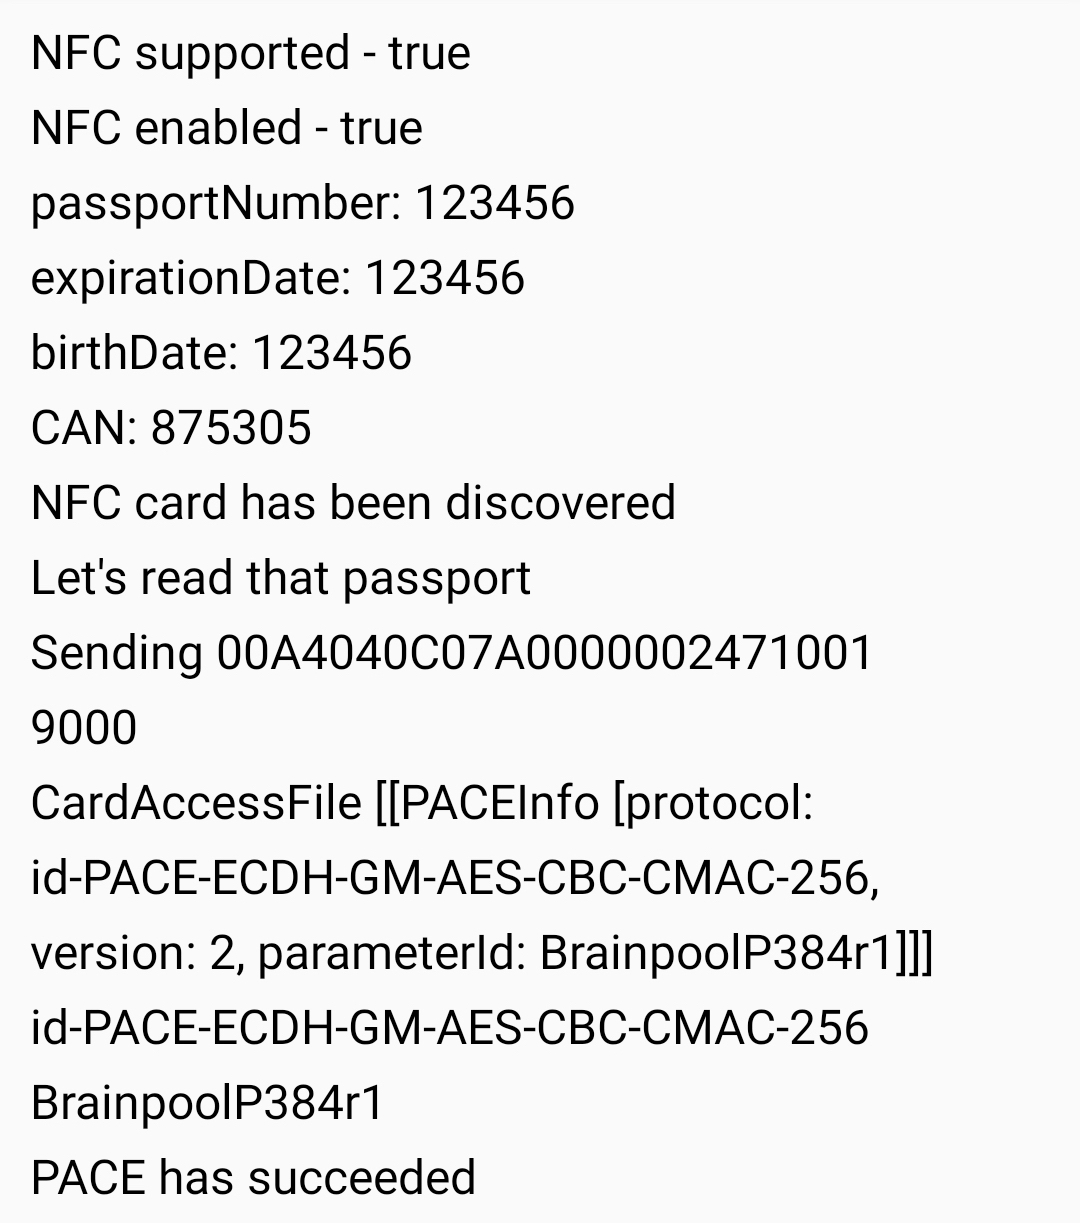 NFC supported - true
NFC enabled - true
passportNumber: 123456
expirationDate: 123456
birthDate: 123456
CAN: 875305
NFC card has been discovered
Let's read that passport
Sending 00A4040C07A0000002471001
9000
CardAccessFile [[PACEInfo [protocol:
id-PACE-ECDH-GM-AES-CBC-CMAC-256,
version: 2, parameterId: BrainpoolP384r1]]]
id-PACE-ECDH-GM-AES-CBC-CMAC-256
BrainpoolP384r1
PACE has succeeded